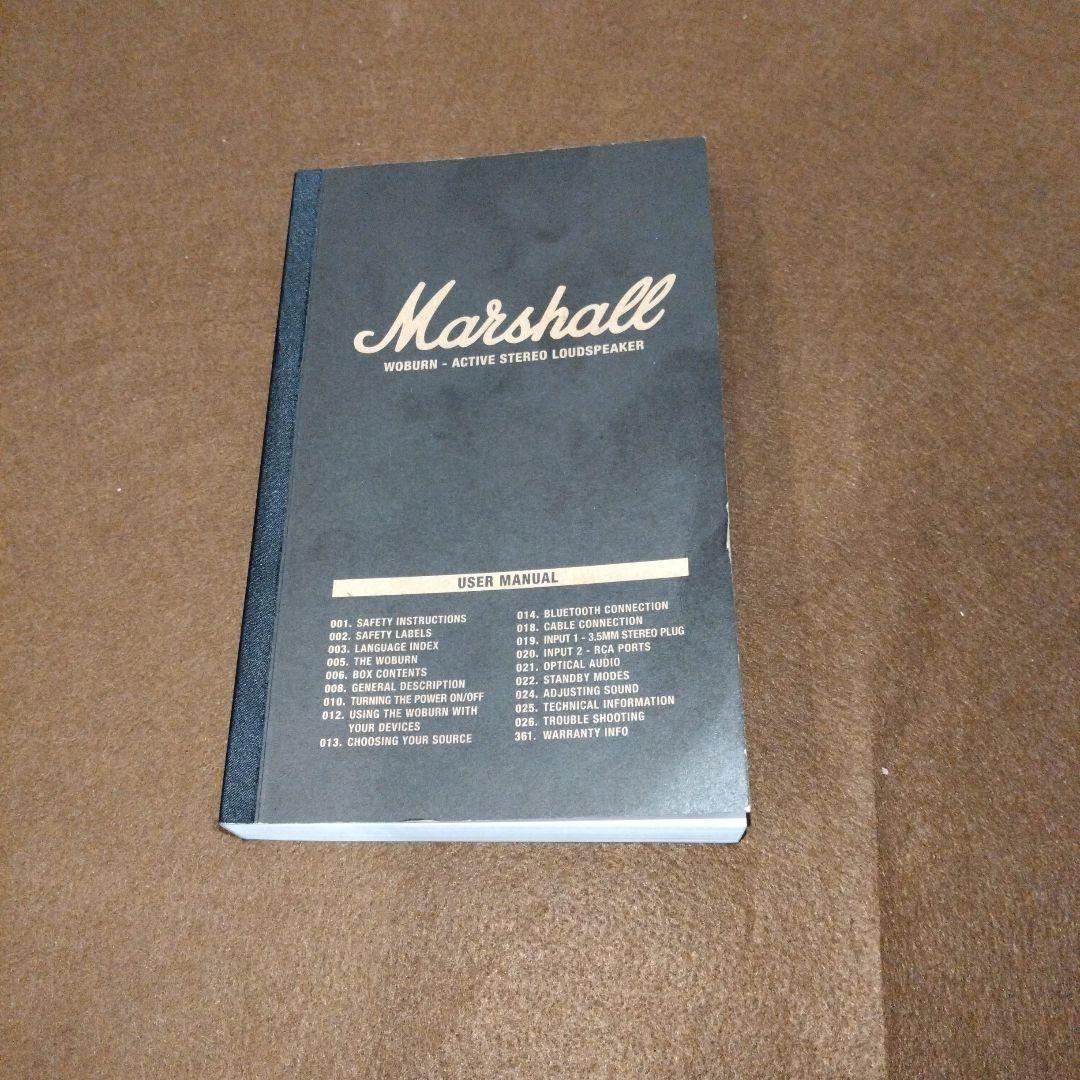 Marshall
WOBURN - ACTIVE STEREO LOUDSPEAKER
USER MANUAL
001. SAFETY INSTRUCTIONS
002. SAFETY LABELS
003. LANGUAGE INDEX
005. THE WOBURN
006. BOX CONTENTS
008. GENERAL DESCRIPTION
010. TURNING THE POWER ON/OFF
012. USING THE WOBURN WITH
YOUR DEVICES
013. CHOOSING YOUR SOURCE
014. BLUETOOTH CONNECTION
018. CABLE CONNECTION
019. INPUT 1 - 3.5MM STEREO PLUG
020. INPUT 2 - RCA PORTS
021. OPTICAL AUDIO
022. STANDBY MODES
024. ADJUSTING SOUND
025. TECHNICAL INFORMATION
026. TROUBLE SHOOTING
361. WARRANTY INFO